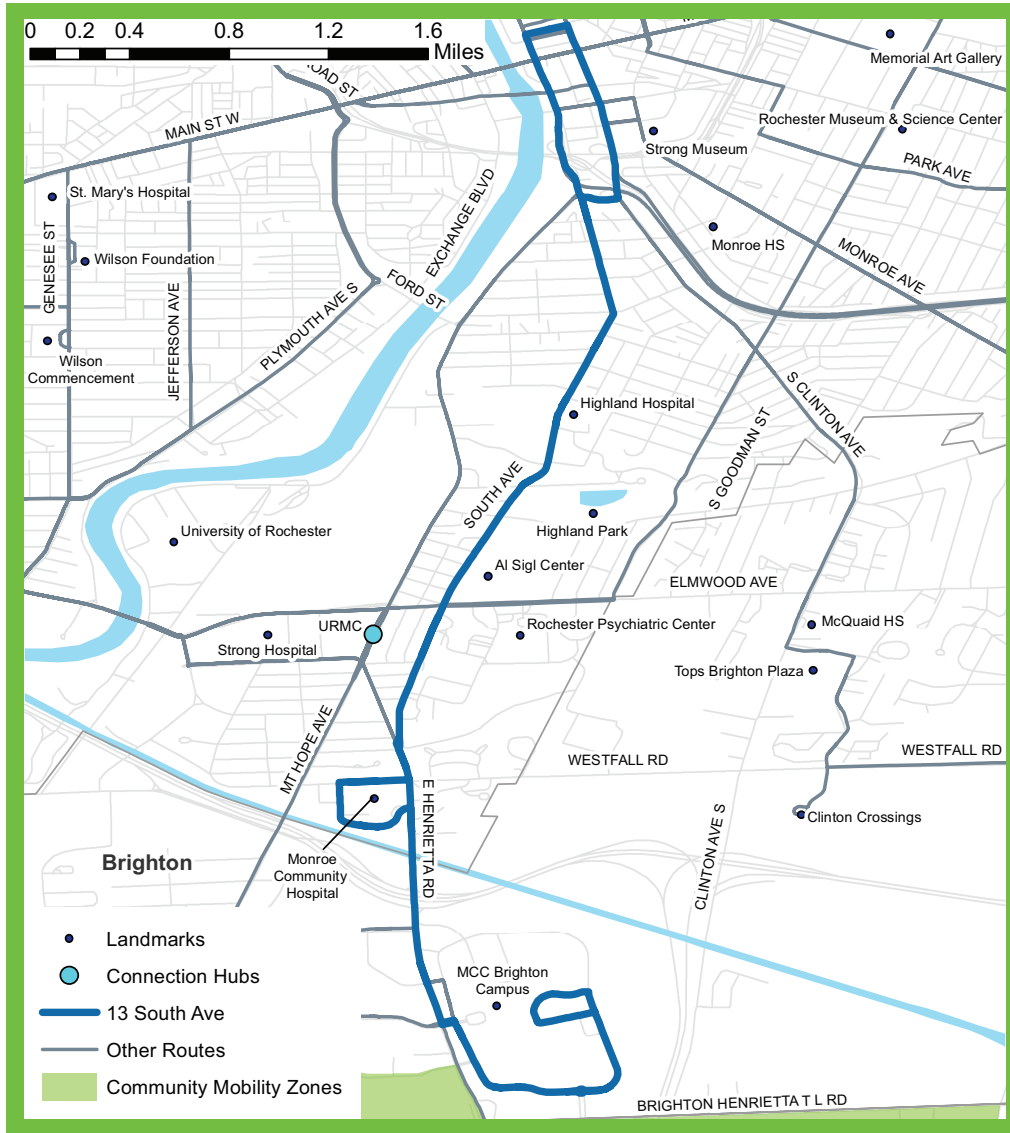 0 0.2 0.4 0.8 1.2 1.6
Miles
Memorial Art Gallery
OAD ST
MAIN ST W
Rochester Museum & Science Center
Strong Museum
PARK AVE
St. Mary's Hospital
EXCHANGE BLVD
Monroe HS
GENESEE ST
Wilson Foundation
MONROE AVE
FORD ST
JEFFERSON AVE
PLYMOUTH AVE S
Wilson
Commencement
S CLINTON AVE
Highland Hospital
S GOODMAN ST
SOUTH AVE
University of Rochester
Highland Park
Al Sigl Center
ELMWOOD AVE
URMC
Rochester Psychiatric Center
McQuaid HS
Strong Hospital
Tops Brighton Plaza
MT HOPE AVE
WESTFALL RD
WESTFALL RD
E HENRIETTA RD
Clinton Crossings
CLINTON AVE S
Monroe
Community
Hospital
Brighton
Landmarks
Connection Hubs
13 South Ave
Other Routes
Community Mobility Zones
MCC Brighton
Campus
BRIGHTON HENRIETTA T L RD